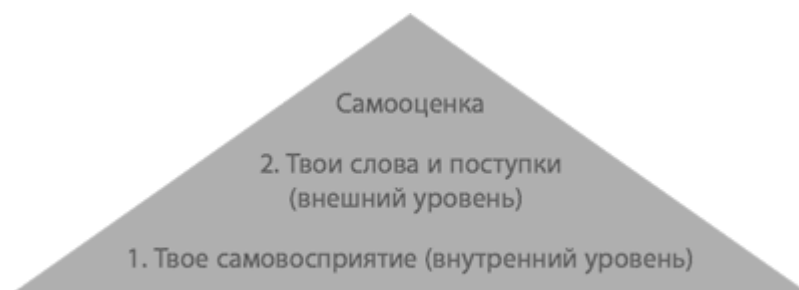 Самооценка
2. Твои слова и поступки
(внешний уровень)
1. Твое самовосприятие (внутренний уровень)